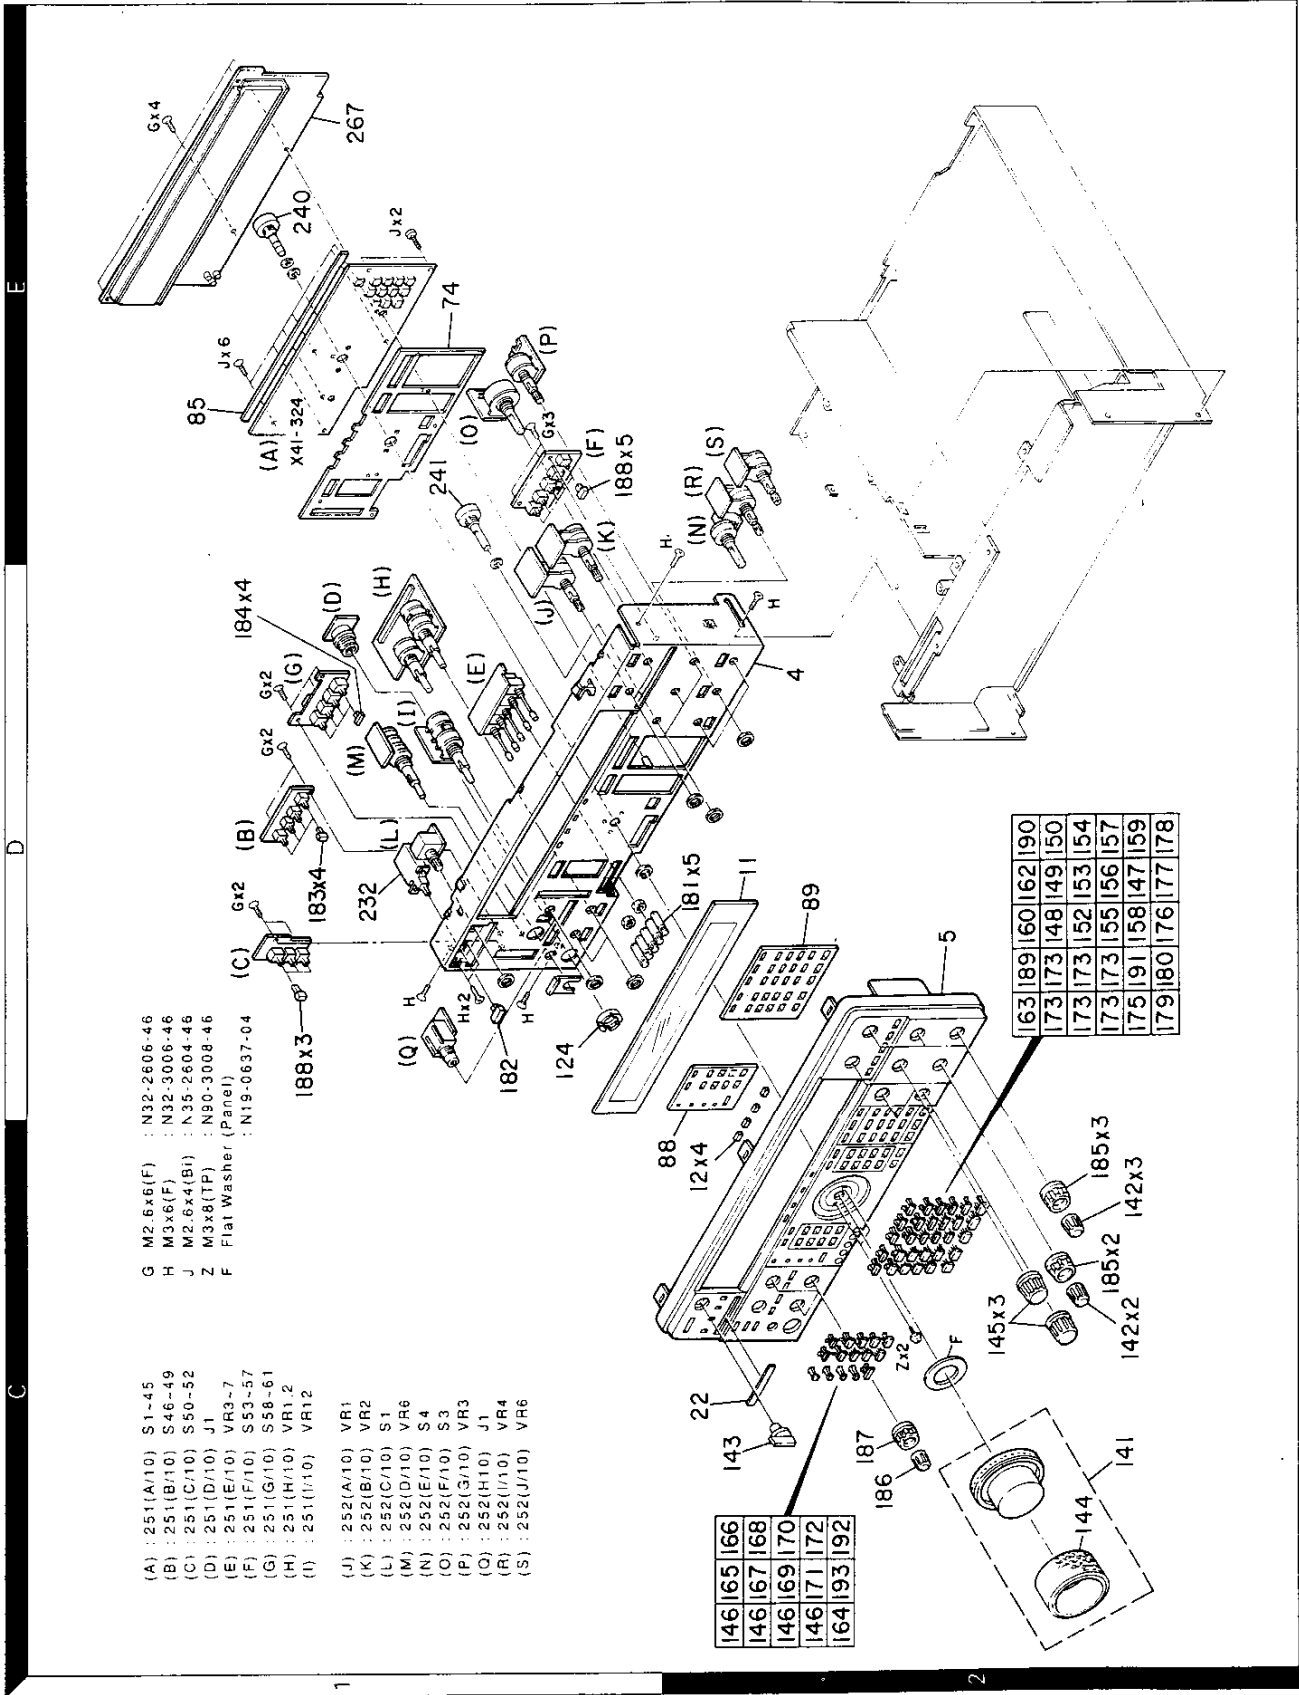 E
D
C
1
2
(A) : 251(A/10) S1-45
(B) : 251(B/10) S46-49
(C) : 251(C/10) S50-52
(D) : 251(D/10) J1
(E) : 251(E/10) VR3-7
(F) : 251(F/10) S53-57
(G) : 251(G/10) S58-61
(H) : 251(H/10) VR1.2
(I) : 251(I/10) VR12
(J) : 252(A/10) VR1
(K) : 252(B/10) VR2
(L) : 252(C/10) S1
(M) : 252(D/10) VR6
(N) : 252(E/10) S4
(O) : 252(F/10) S3
(P) : 252(G/10) VR3
(Q) : 252(H10) J1
(R) : 252(I/10) VR4
(S) : 252(J/10) VR6
G M2.6x6(F) : N32-2606-46
H M3x6(F) : N32-3006-46
J M2.6x4(Bi) : N35-2604-46
Z M3x8(TP) : N90-3008-46
F Flat Washer (Panel)
: N19-0637-04
Gx4
267
240
Jx2
Jx6
85
(A)
X41-324
74
(P)
(O)
Gx3
(F)
188x5
241
(K)
(J)
(S)
(R)
(N)
H
H
4
184x4
(D)
(H)
Gx2
(G)
(E)
(I)
(M)
Gx2
(B)
183x4
(L)
232
Gx2
(C)
188x3
H
Hx2
H
(Q)
182
124
181x5
11
89
88
12x4
5
22
143
187
186
Zx2
F
141
144
145x3
185x3
142x3
185x2
142x2
146 165 166
146 167 168
146 169 170
146 171 172
164 193 192
163 189 160 162 190
173 173 148 149 150
173 173 152 153 154
173 173 155 156 157
175 191 158 147 159
179 180 176 177 178